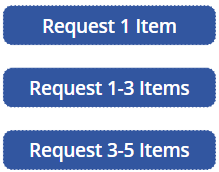 Request 1 Item
Request 1-3 Items
Request 3-5 Items